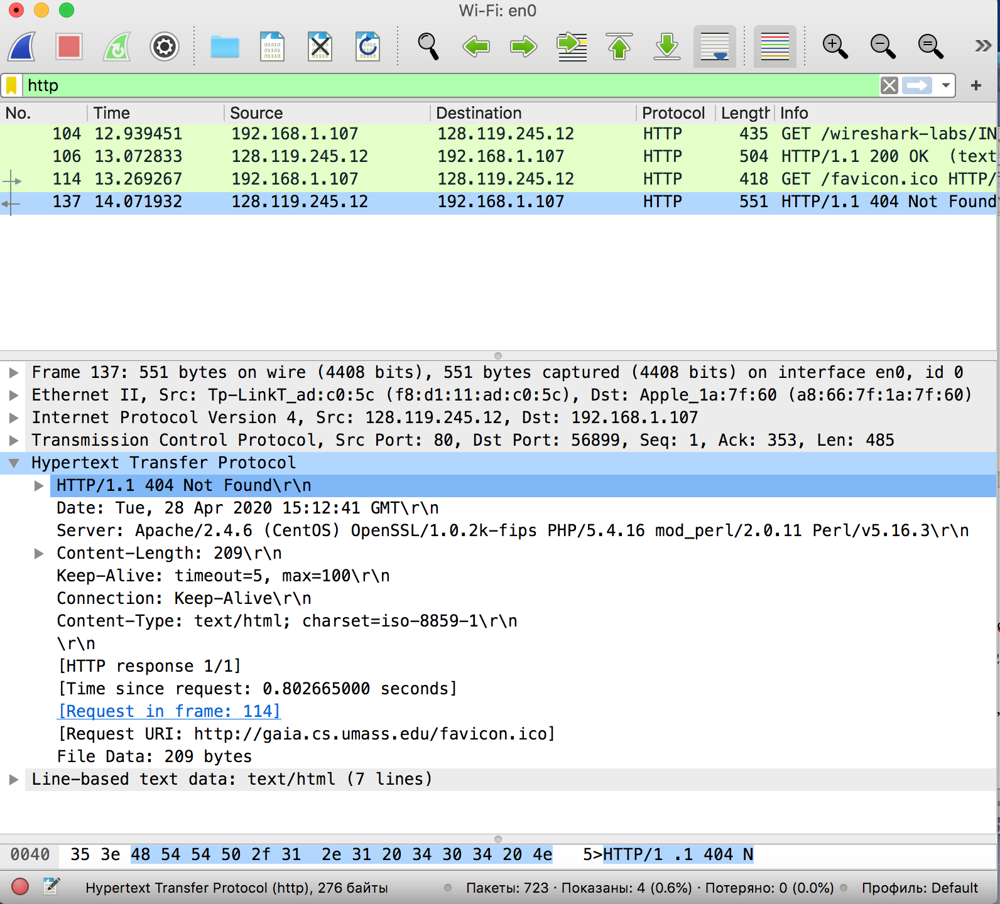 Wi-Fi: en0
http
No. Time Source Destination Protocol Length Info
104 12.939451 192.168.1.107 128.119.245.12 HTTP 435 GET /wireshark-labs/IN
106 13.072833 128.119.245.12 192.168.1.107 HTTP 504 HTTP/1.1 200 OK (text
114 13.269267 192.168.1.107 128.119.245.12 HTTP 418 GET /favicon.ico HTTP/
137 14.071932 128.119.245.12 192.168.1.107 HTTP 551 HTTP/1.1 404 Not Found
Frame 137: 551 bytes on wire (4408 bits), 551 bytes captured (4408 bits) on interface en0, id 0
Ethernet II, Src: Tp-LinkT_ad:c0:5c (f8:d1:11:ad:c0:5c), Dst: Apple_1a:7f:60 (a8:66:7f:1a:7f:60)
Internet Protocol Version 4, Src: 128.119.245.12, Dst: 192.168.1.107
Transmission Control Protocol, Src Port: 80, Dst Port: 56899, Seq: 1, Ack: 353, Len: 485
Hypertext Transfer Protocol
HTTP/1.1 404 Not Found\r\n
Date: Tue, 28 Apr 2020 15:12:41 GMT\r\n
Server: Apache/2.4.6 (CentOS) OpenSSL/1.0.2k-fips PHP/5.4.16 mod_perl/2.0.11 Perl/v5.16.3\r\n
Content-Length: 209\r\n
Keep-Alive: timeout=5, max=100\r\n
Connection: Keep-Alive\r\n
Content-Type: text/html; charset=iso-8859-1\r\n
\r\n
[HTTP response 1/1]
[Time since request: 0.802665000 seconds]
[Request in frame: 114]
[Request URI: http://gaia.cs.umass.edu/favicon.ico]
File Data: 209 bytes
Line-based text data: text/html (7 lines)
0040 35 3e 48 54 54 50 2f 31 2e 31 20 34 30 34 20 4e 5>HTTP/1 .1 404 N
Hypertext Transfer Protocol (http), 276 байты Пакеты: 723 · Показаны: 4 (0.6%) · Потеряно: 0 (0.0%) Профиль: Default